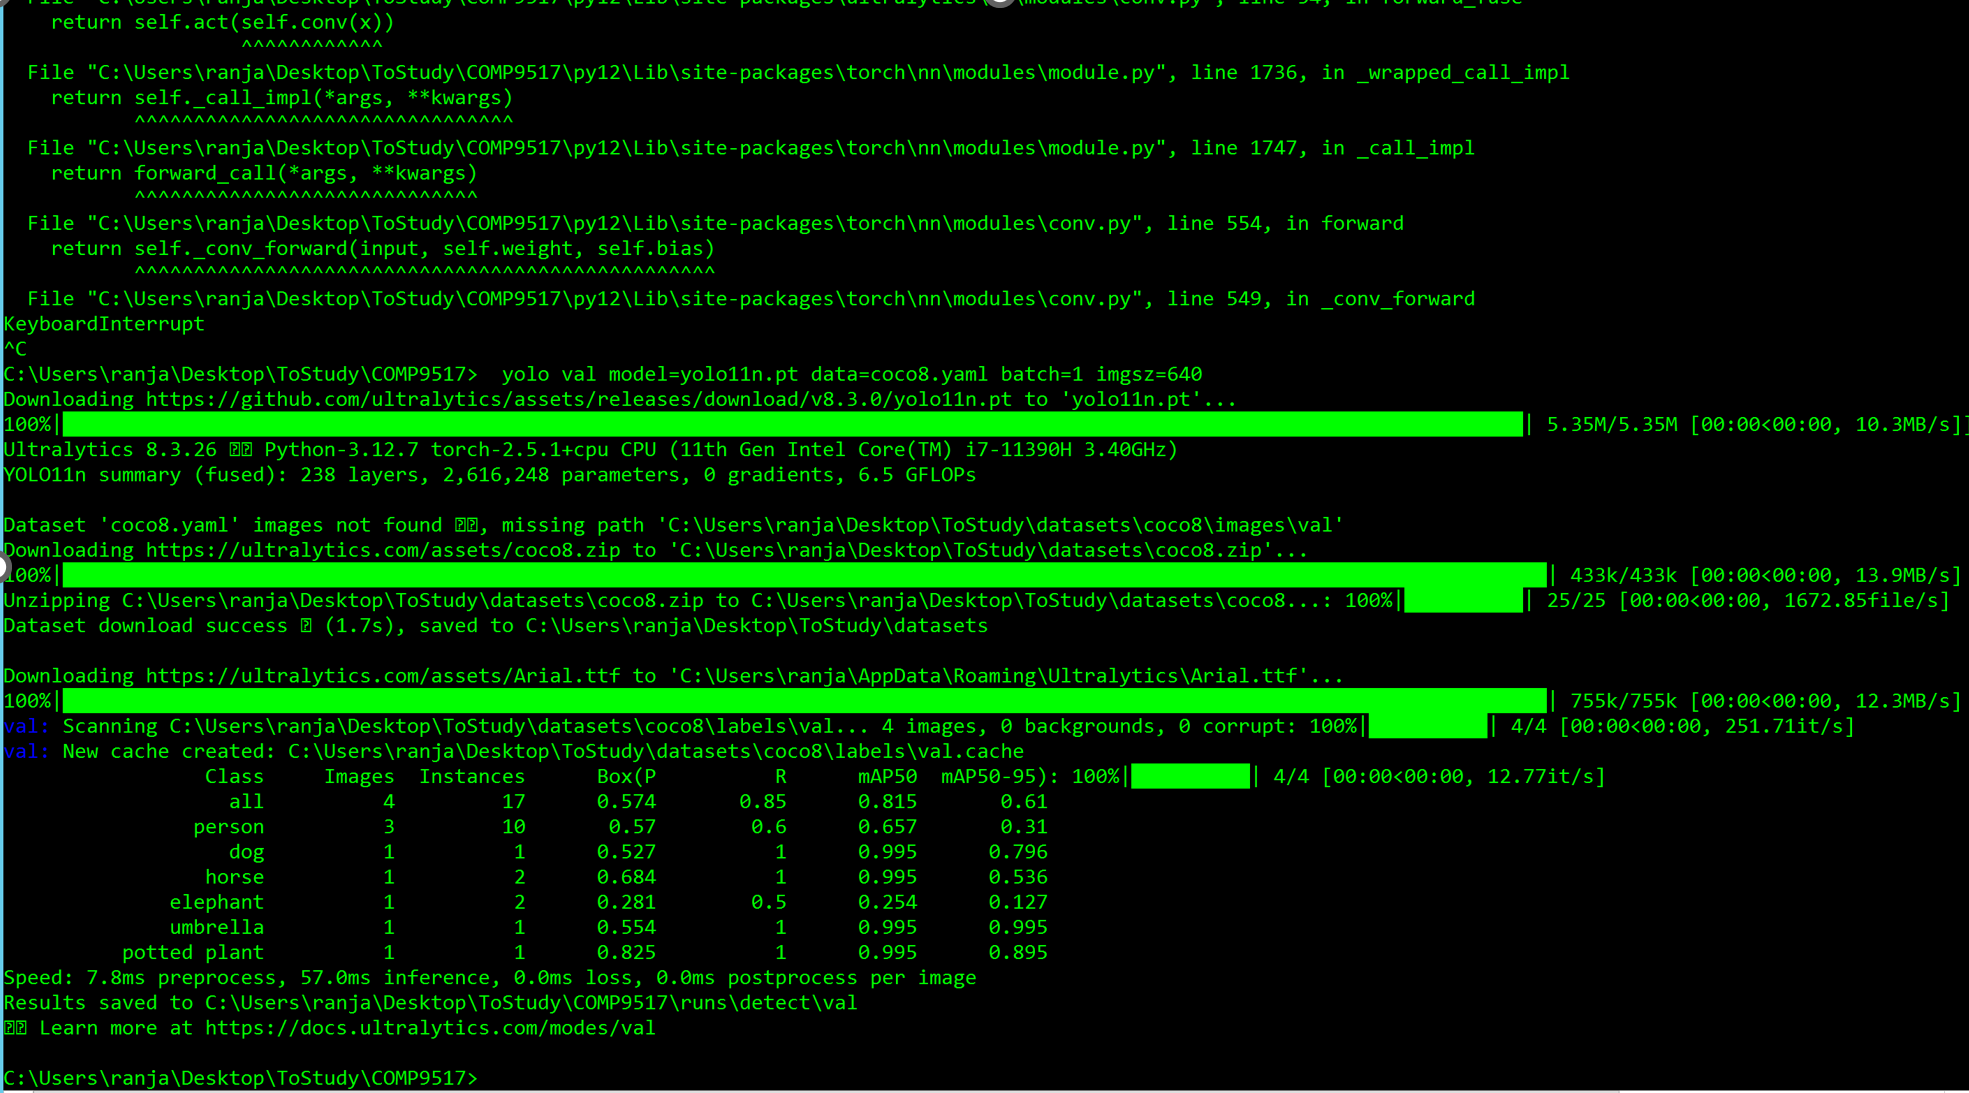 File "C:\Users\ranja\Desktop\ToStudy\COMP9517\py12\Lib\site-packages\ultralytics\ \modules\conv.py", line 54, in forward_fuse
    return self.act(self.conv(x))
                    ^^^^^^^^^^^^
  File "C:\Users\ranja\Desktop\ToStudy\COMP9517\py12\Lib\site-packages\torch\nn\modules\module.py", line 1736, in _wrapped_call_impl
    return self._call_impl(*args, **kwargs)
           ^^^^^^^^^^^^^^^^^^^^^^^^^^^^^^^^
  File "C:\Users\ranja\Desktop\ToStudy\COMP9517\py12\Lib\site-packages\torch\nn\modules\module.py", line 1747, in _call_impl
    return forward_call(*args, **kwargs)
           ^^^^^^^^^^^^^^^^^^^^^^^^^^^^^
  File "C:\Users\ranja\Desktop\ToStudy\COMP9517\py12\Lib\site-packages\torch\nn\modules\conv.py", line 554, in forward
    return self._conv_forward(input, self.weight, self.bias)
           ^^^^^^^^^^^^^^^^^^^^^^^^^^^^^^^^^^^^^^^^^^^^^^^^^
  File "C:\Users\ranja\Desktop\ToStudy\COMP9517\py12\Lib\site-packages\torch\nn\modules\conv.py", line 549, in _conv_forward
KeyboardInterrupt
^C
C:\Users\ranja\Desktop\ToStudy\COMP9517>  yolo val model=yolo11n.pt data=coco8.yaml batch=1 imgsz=640
Downloading https://github.com/ultralytics/assets/releases/download/v8.3.0/yolo11n.pt to 'yolo11n.pt'...
100%| | 5.35M/5.35M [00:00<00:00, 10.3MB/s]]
Ultralytics 8.3.26 Python-3.12.7 torch-2.5.1+cpu CPU (11th Gen Intel Core(TM) i7-11390H 3.40GHz)
YOLO11n summary (fused): 238 layers, 2,616,248 parameters, 0 gradients, 6.5 GFLOPs
Dataset 'coco8.yaml' images not found , missing path 'C:\Users\ranja\Desktop\ToStudy\datasets\coco8\images\val'
Downloading https://ultralytics.com/assets/coco8.zip to 'C:\Users\ranja\Desktop\ToStudy\datasets\coco8.zip'...
100%| | 433k/433k [00:00<00:00, 13.9MB/s]
Unzipping C:\Users\ranja\Desktop\ToStudy\datasets\coco8.zip to C:\Users\ranja\Desktop\ToStudy\datasets\coco8...: 100%| | 25/25 [00:00<00:00, 1672.85file/s]
Dataset download success (1.7s), saved to C:\Users\ranja\Desktop\ToStudy\datasets
Downloading https://ultralytics.com/assets/Arial.ttf to 'C:\Users\ranja\AppData\Roaming\Ultralytics\Arial.ttf'...
100%| | 755k/755k [00:00<00:00, 12.3MB/s]
val: Scanning C:\Users\ranja\Desktop\ToStudy\datasets\coco8\labels\val... 4 images, 0 backgrounds, 0 corrupt: 100%| | 4/4 [00:00<00:00, 251.71it/s]
val: New cache created: C:\Users\ranja\Desktop\ToStudy\datasets\coco8\labels\val.cache
Class     Images  Instances      Box(P          R      mAP50  mAP50-95): 100%| | 4/4 [00:00<00:00, 12.77it/s]
all          4         17      0.574       0.85      0.815       0.61
person          3         10       0.57        0.6      0.657       0.31
dog          1          1      0.527          1      0.995      0.796
horse          1          2      0.684          1      0.995      0.536
elephant          1          2      0.281        0.5      0.254      0.127
umbrella          1          1      0.554          1      0.995      0.995
potted plant          1          1      0.825          1      0.995      0.895
Speed: 7.8ms preprocess, 57.0ms inference, 0.0ms loss, 0.0ms postprocess per image
Results saved to C:\Users\ranja\Desktop\ToStudy\COMP9517\runs\detect\val
Learn more at https://docs.ultralytics.com/modes/val
C:\Users\ranja\Desktop\ToStudy\COMP9517>